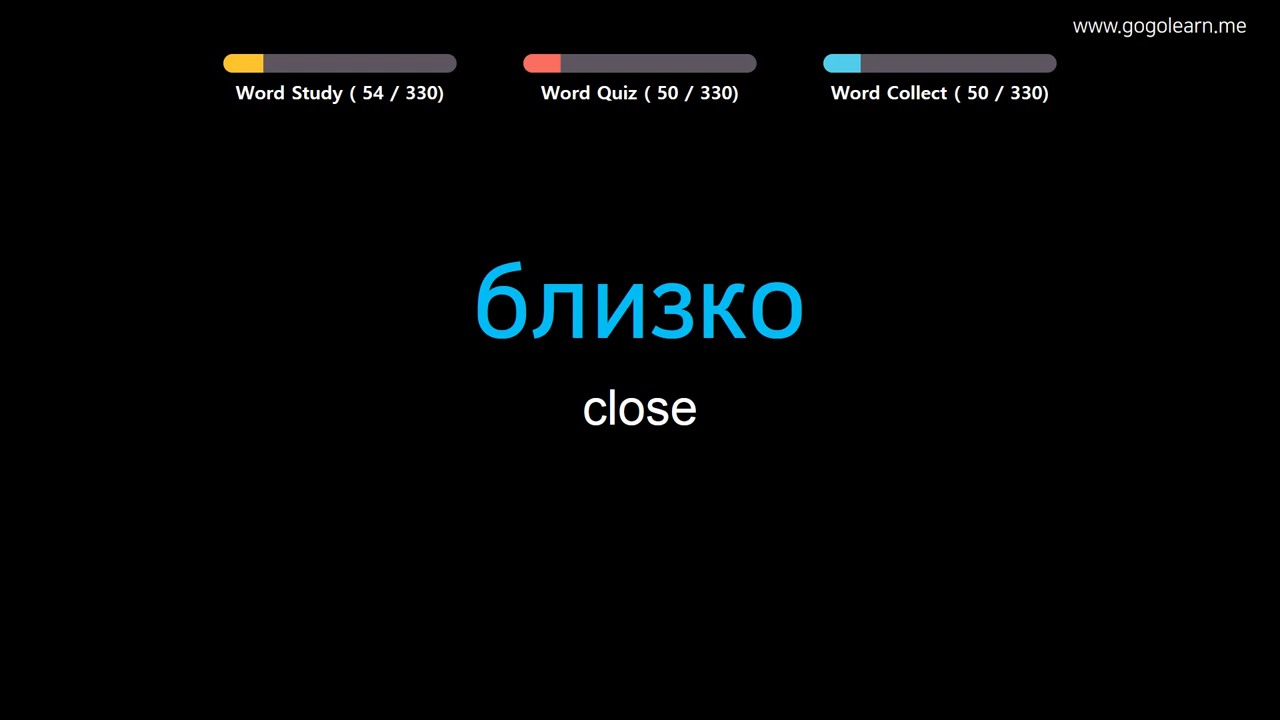 www.gogolearn.me
Word Study ( 54 / 330)
Word Quiz ( 50 / 330)
Word Collect ( 50 / 330)
близко
close